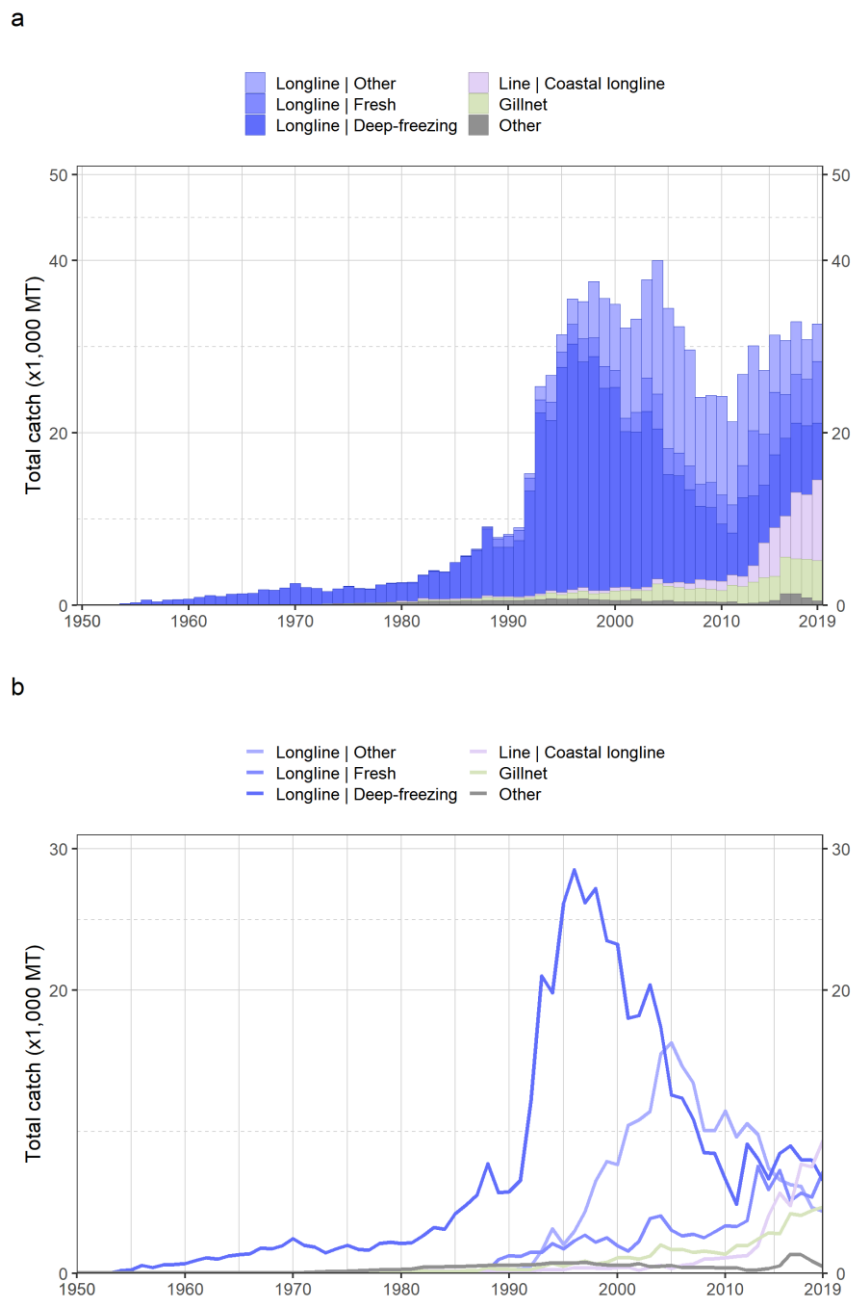 a
Longline | Other
Line | Coastal longline
Longline | Fresh
Gillnet
Longline | Deep-freezing
Other
Total catch (x1,000 MT)
50
50
40
40
20
20
0
0
1950
1960
1970
1980
1990
2000
2010
2019
b
Longline | Other
Line | Coastal longline
Longline | Fresh
Gillnet
Longline | Deep-freezing
Other
Total catch (x1,000 MT)
30
30
20
20
10
10
0
0
1950
1960
1970
1980
1990
2000
2010
2019